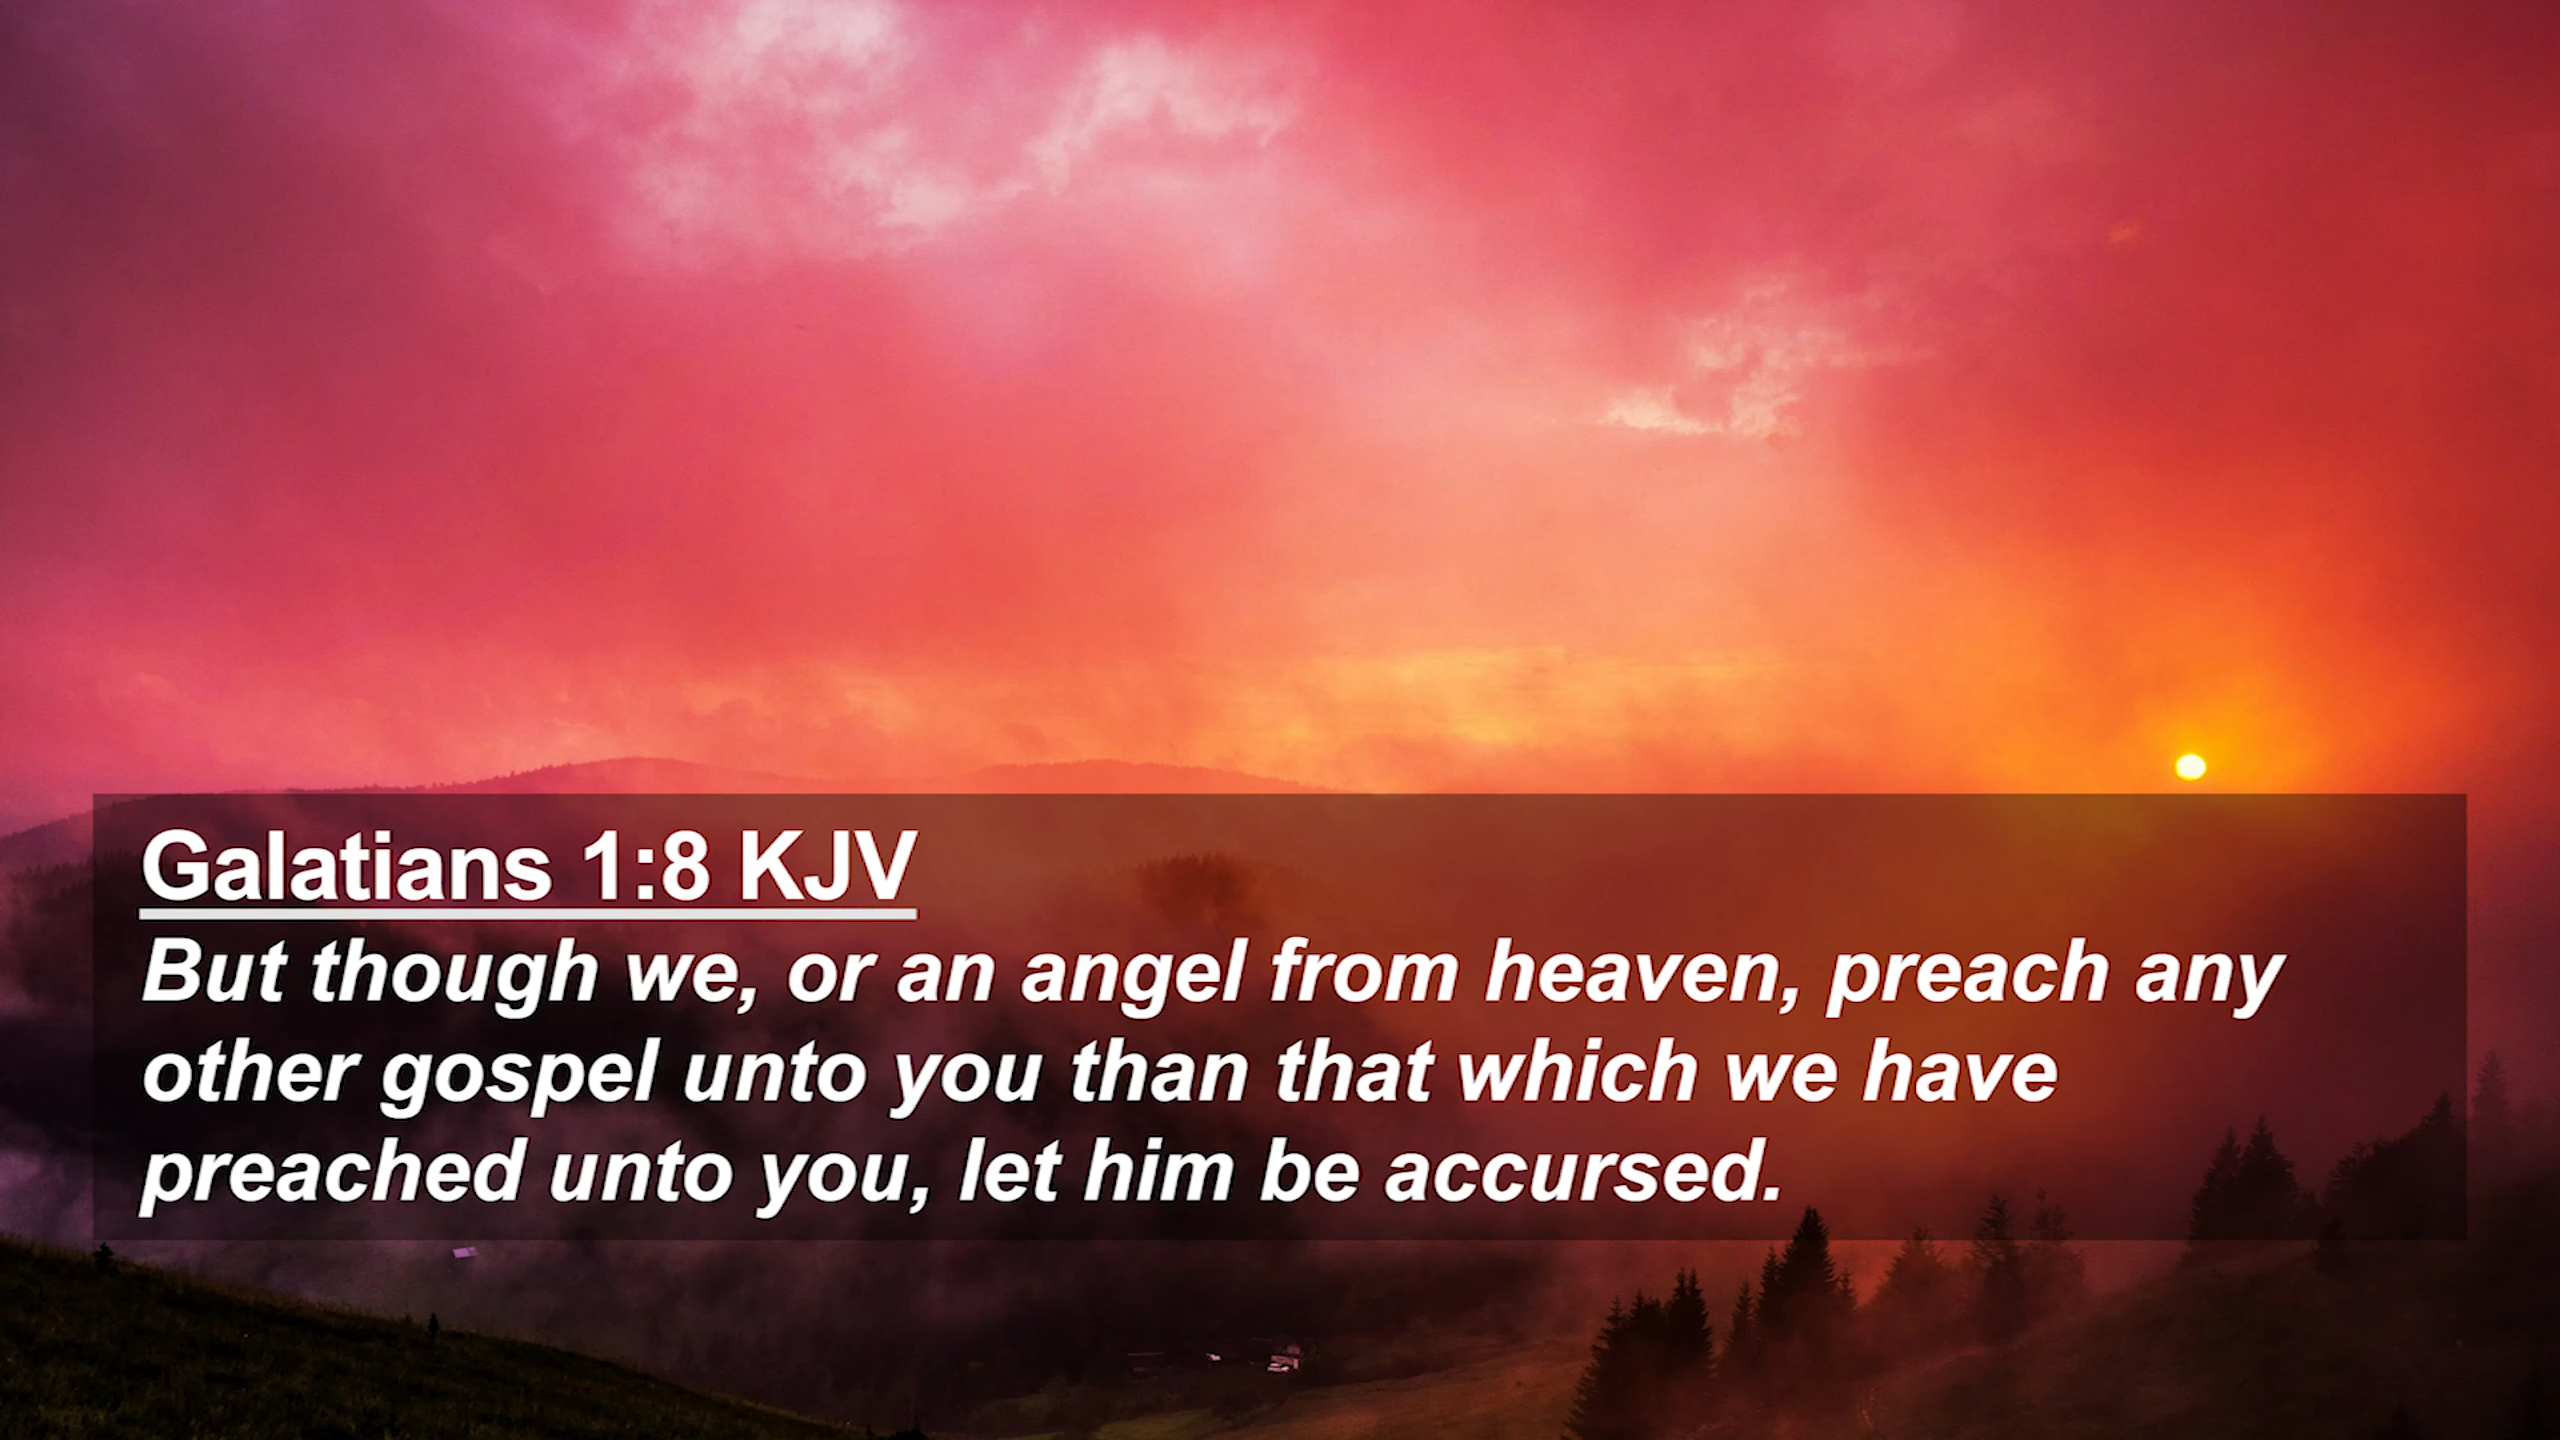 Galatians 1:8 KJV
But though we, or an angel from heaven, preach any
other gospel unto you than that which we have
preached unto you, let him be accursed.